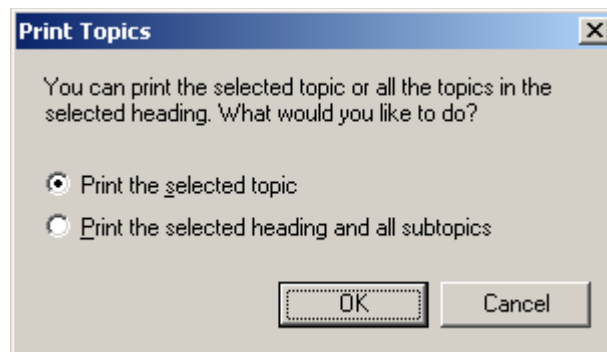 Print Topics
You can print the selected topic or all the topics in the
selected heading. What would you like to do?
Print the selected topic
Print the selected heading and all subtopics
OK
Cancel